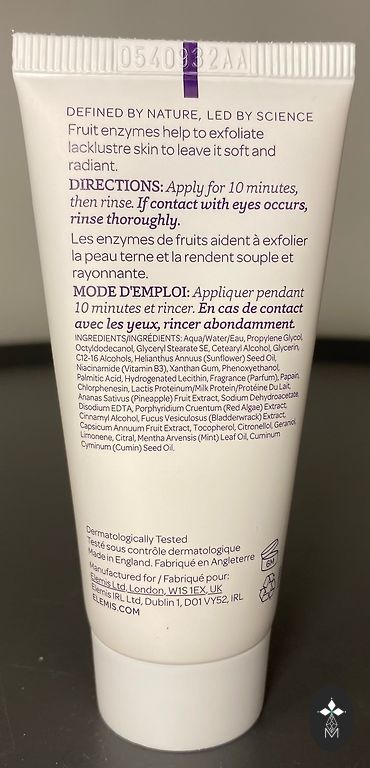 0540932AA
DEFINED BY NATURE, LED BY SCIENCE
Fruit enzymes help to exfoliate
lacklustre skin to leave it soft and
radiant.
DIRECTIONS: Apply for 10 minutes,
then rinse. If contact with eyes occurs,
rinse thoroughly.
Les enzymes de fruits aident à exfolier
la peau terne et la rendent souple et
rayonnante.
MODE D'EMPLOI: Appliquer pendant
10 minutes et rincer. En cas de contact
avec les yeux, rincer abondamment.
INGREDIENTS/INGRÉDIENTS: Aqua/Water/Eau, Propylene Glycol,
Octyldodecanol, Glyceryl Stearate SE, Cetearyl Alcohol, Glycerin,
C12-16 Alcohols, Helianthus Annuus (Sunflower) Seed Oil,
Niacinamide (Vitamin B3), Xanthan Gum, Phenoxyethanol,
Palmitic Acid, Hydrogenated Lecithin, Fragrance (Parfum), Papain,
Chlorphenesin, Lactis Proteinum/Milk Protein/Protéine Du Lait,
Ananas Sativus (Pineapple) Fruit Extract, Sodium Dehydroacetate,
Disodium EDTA, Porphyridium Cruentum (Red Algae) Extract,
Cinnamyl Alcohol, Fucus Vesiculosus (Bladderwrack) Extract,
Capsicum Annuum Fruit Extract, Tocopherol, Citronellol, Geraniol,
Limonene, Citral, Mentha Arvensis (Mint) Leaf Oil, Cuminum
Cyminum (Cumin) Seed Oil.
Dermatologically Tested
Testé sous contrôle dermatologique
Made in England. Fabriqué en Angleterre
6M
Manufactured for / Fabriqué pour:
Elemis Ltd, London, W1S 1EX, UK
Elemis IRL Ltd, Dublin 1, D01 VY52, IRL
ELEMIS.COM